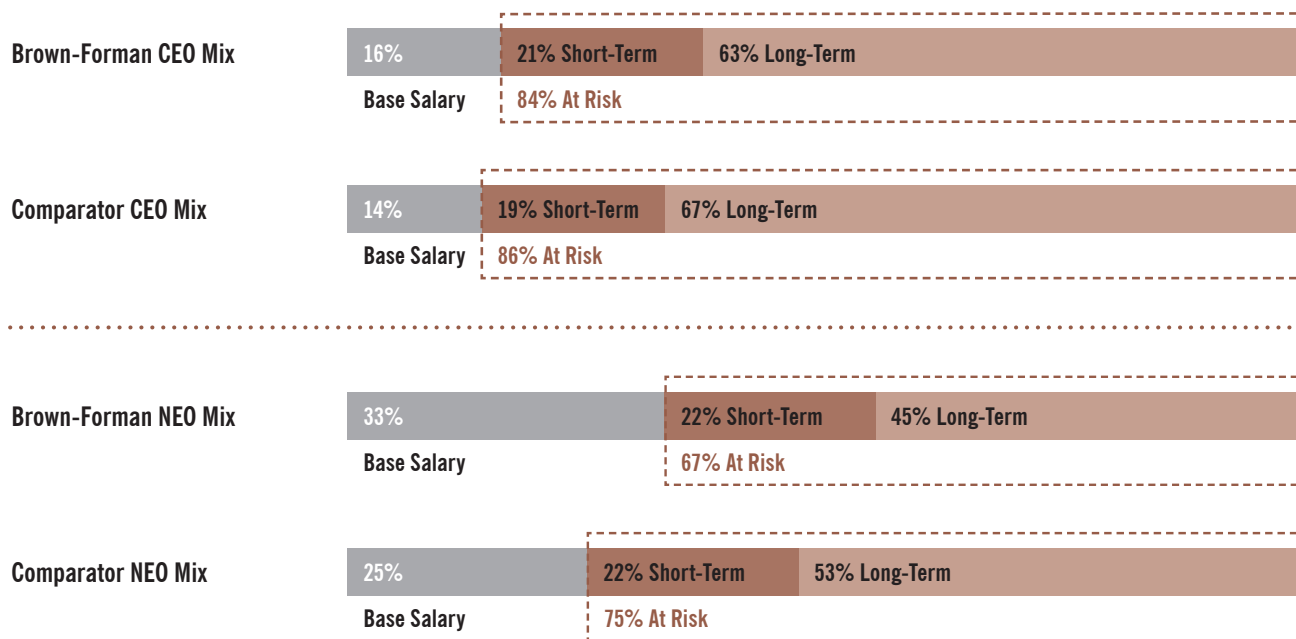 Brown-Forman CEO Mix 16% 21% Short-Term 63% Long-Term
Base Salary 84% At Risk
Comparator CEO Mix 14% 19% Short-Term 67% Long-Term
Base Salary 86% At Risk
Brown-Forman NEO Mix 33% 22% Short-Term 45% Long-Term
Base Salary 67% At Risk
Comparator NEO Mix 25% 22% Short-Term 53% Long-Term
Base Salary 75% At Risk